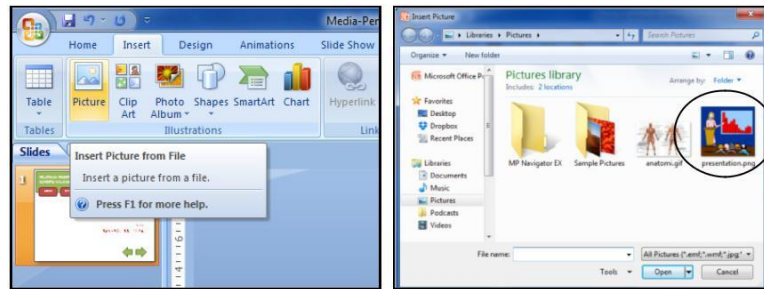 Media-Per
Home Insert Design Animations Slide Show
Table Picture Clip Art Photo Album Shapes SmartArt Chart Hyperlink
Tables Illustrations Link
Slides
Insert Picture from File
Insert a picture from a file.
Press F1 for more help.
1
Insert Picture
Libraries Pictures Search Pictures
Organize New folder
Microsoft Office P
Pictures library
Includes: 2 locations
Arrange by: Folder
Favorites
Desktop
Dropbox
Recent Places
Libraries
Documents
Music
Pictures
Podcasts
Videos
MP Navigator EX Sample Pictures anatomi.gif presentation.png
File name: All Pictures (*.emf;*.wmf;*.jpg;*
Tools Open Cancel